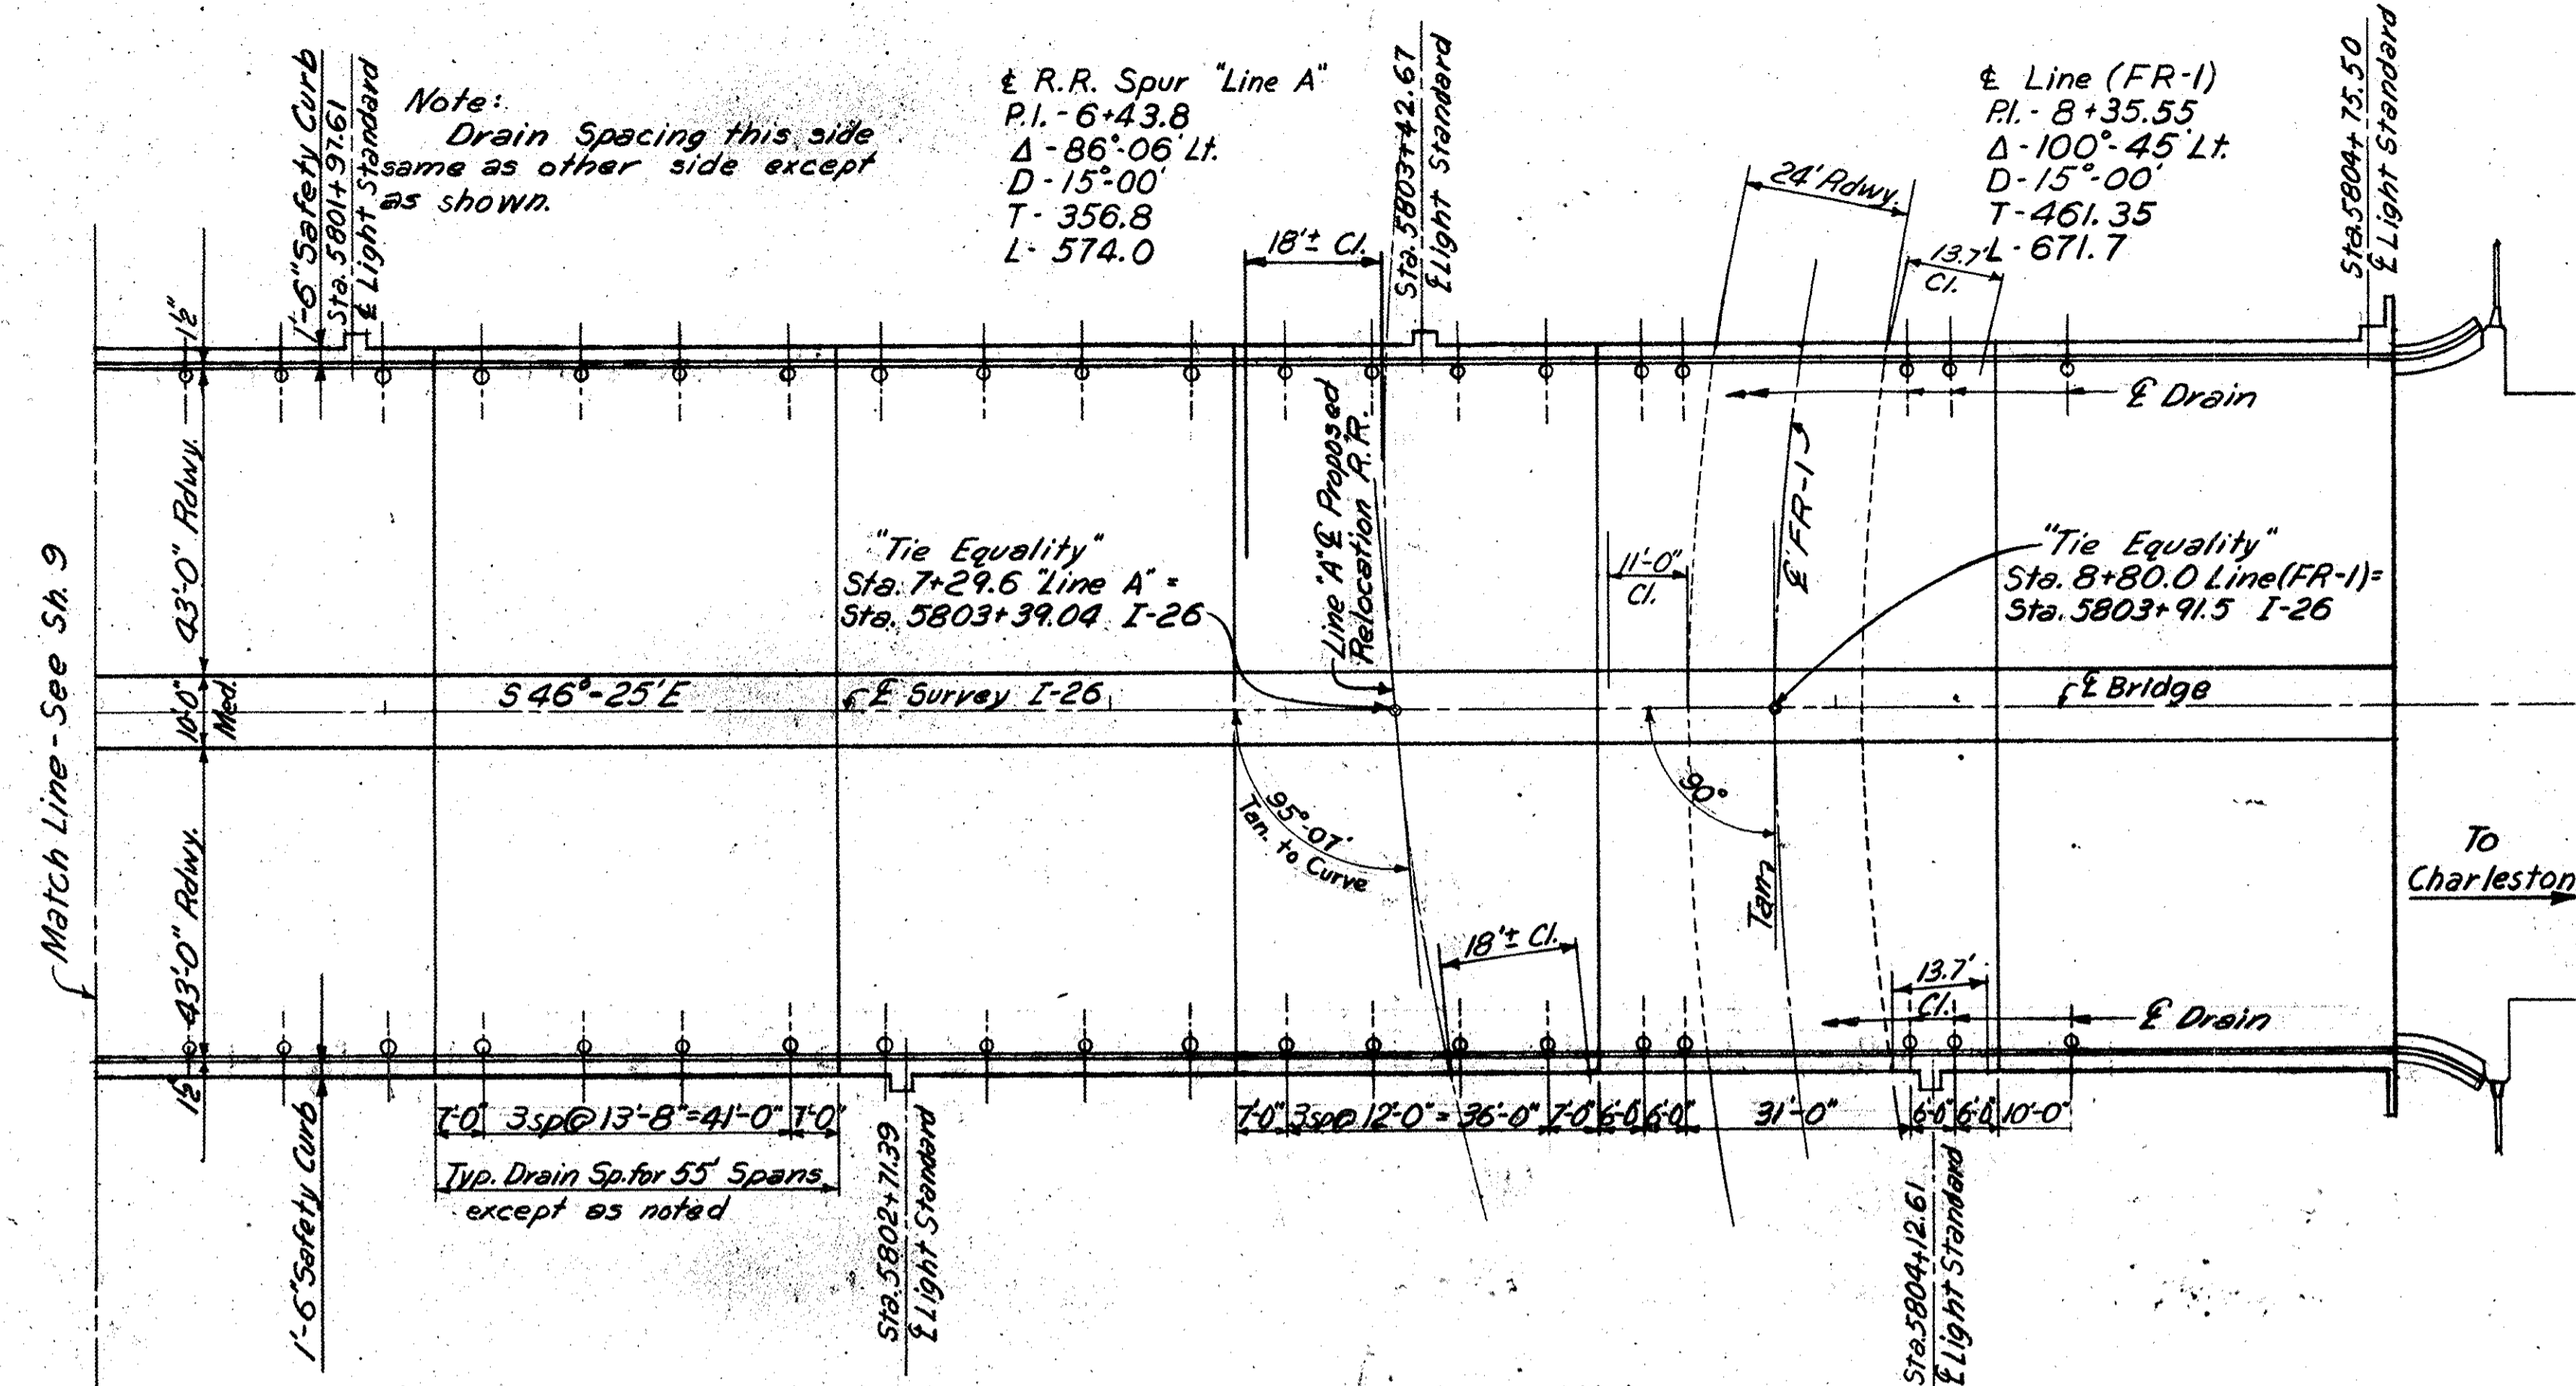 1'-6" Safety Curb
Sta. 5801+97.61
℄ Light Standard
Note:
Drain Spacing this side
same as other side except
as shown.
℄ R.R. Spur "Line A"
P.I. - 6+43.8
Δ - 86°-06' Lt.
D - 15°-00'
T - 356.8
L - 574.0
Sta. 5803+42.67
℄ Light Standard
℄ Line (FR-1)
P.I. - 8+35.55
Δ - 100°-45' Lt.
D - 15°-00'
T - 461.35
L - 671.7
Sta. 5804+75.50
℄ Light Standard
24' Rdwy.
18'± Cl.
13.7'
Cl.
1½"
℄ Drain
43'-0" Rdwy.
Line "A" ℄ Proposed
Relocation R.R.
℄ FR-1
"Tie Equality"
Sta. 7+29.6 "Line A" =
Sta. 5803+39.04 I-26
11'-0"
Cl.
"Tie Equality"
Sta. 8+80.0 Line (FR-1) =
Sta. 5803+91.5 I-26
Match Line - See Sh. 9
10'-0"
Med.
S 46°-25' E
℄ Survey I-26
℄ Bridge
95°-07'
Tan. to Curve
90°
Tan.
To
Charleston
43'-0" Rdwy.
18'± Cl.
13.7'
Cl.
℄ Drain
1½"
7'-0" 3 sp @ 13'-8" = 41'-0" 7'-0"
7'-0" 3 sp @ 12'-0" = 36'-0" 7'-0" 6'-0" 6'-0" 31'-0" 6'-0" 6'-0" 10'-0"
Typ. Drain Sp. for 55' Spans
except as noted
1'-6" Safety Curb
Sta. 5802+71.39
℄ Light Standard
Sta. 5804+12.61
℄ Light Standard